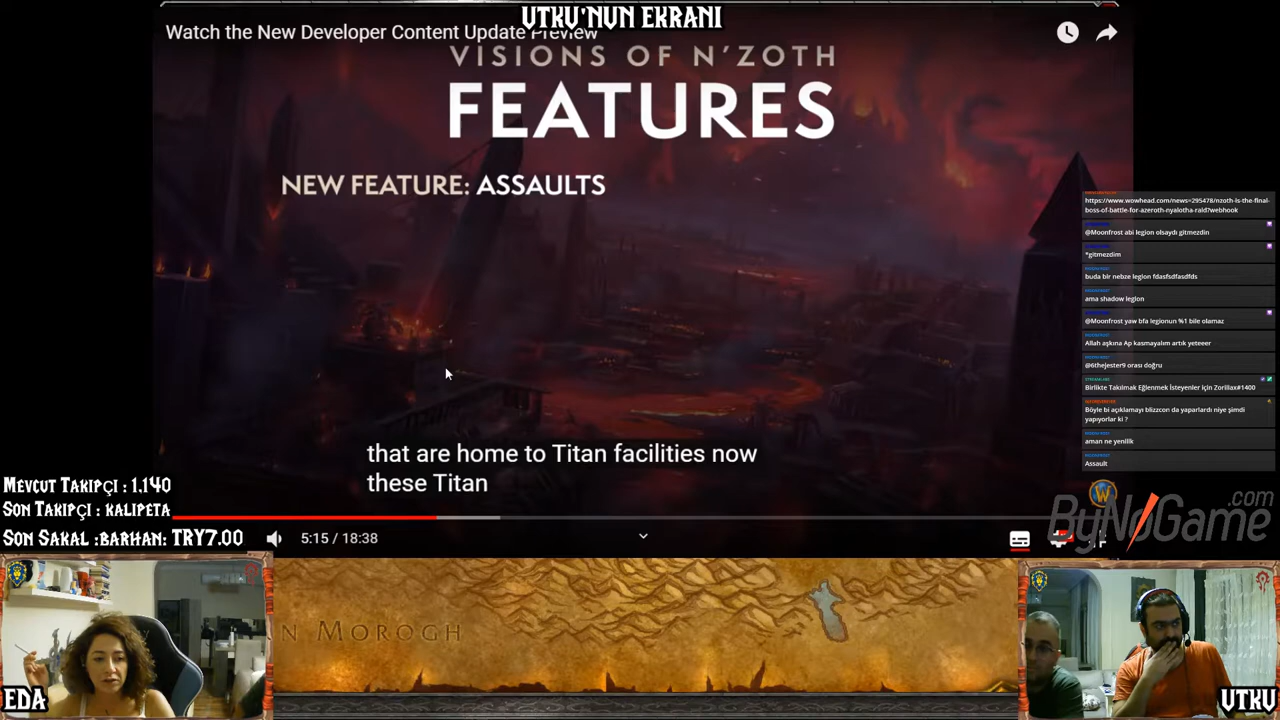 UTKU'NUN EKRANI
Watch the New Developer Content Update Preview
VISIONS OF N'ZOTH
FEATURES
NEW FEATURE: ASSAULTS
that are home to Titan facilities now
these Titan
5:15 / 18:38
https://www.wowhead.com/news=295478/nzoth-is-the-final-
boss-of-battle-for-azeroth-nyalotha-raid?webhook
@Moonfrost abi legion olsaydı gitmezdin
*gitmezdim
buda bir nebze legion fdasfsdfasdfds
ama shadow legion
@Moonfrost yaw bfa legionun %1 bile olamaz
Allah aşkına Ap kasmayalım artık yeteeer
@6thejester9 orası doğru
Birlikte Takılmak Eğlenmek İsteyenler için Zorillax#1400
Böyle bi açıklamayı blizzcon da yaparlardı niye şimdi
yapıyorlar ki ?
aman ne yenilik
Assault
ByNoGame
.com
MEVCUT TAKIPÇI : 1.140
SON TAKIPÇI : KALIPETA
SON SAKAL :BARHAN: TRY7.00
N MOROGH
EDA
UTKU